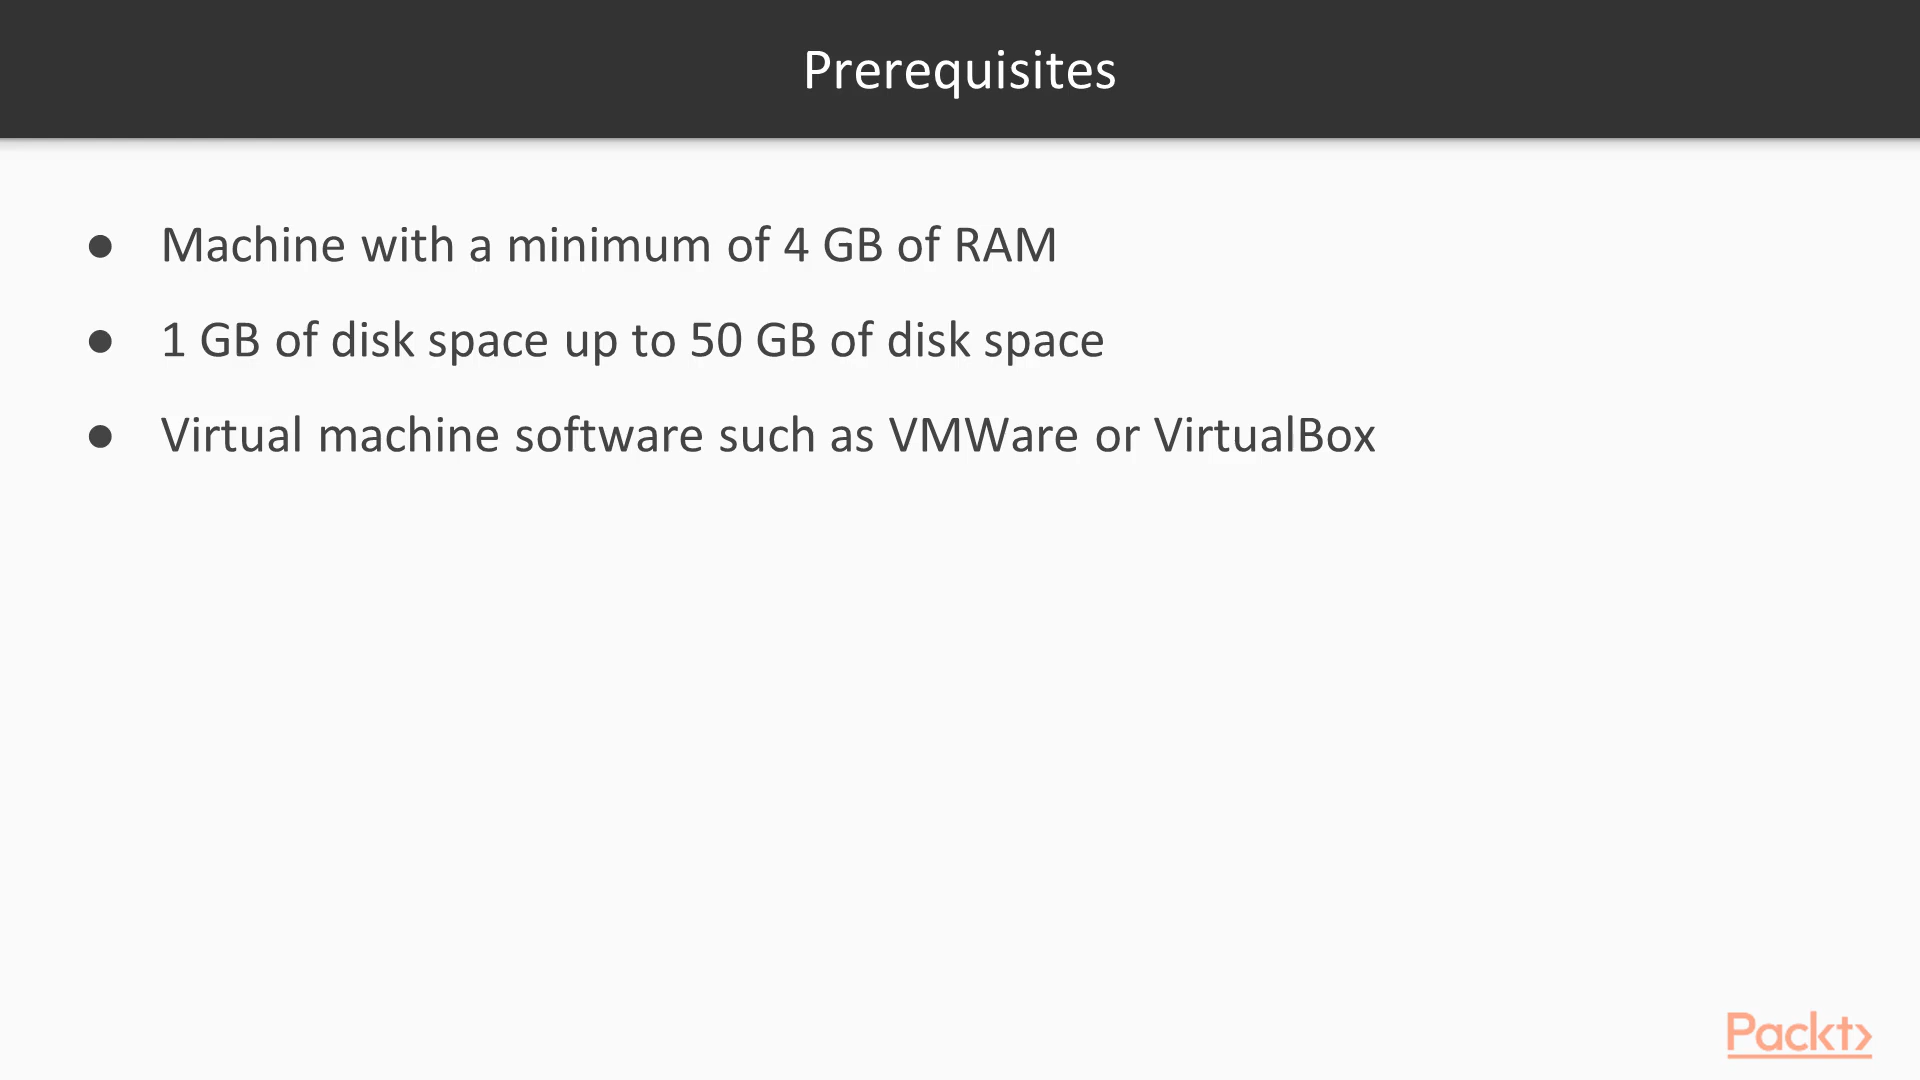 Prerequisites
● Machine with a minimum of 4 GB of RAM
● 1 GB of disk space up to 50 GB of disk space
● Virtual machine software such as VMWare or VirtualBox
Packt>